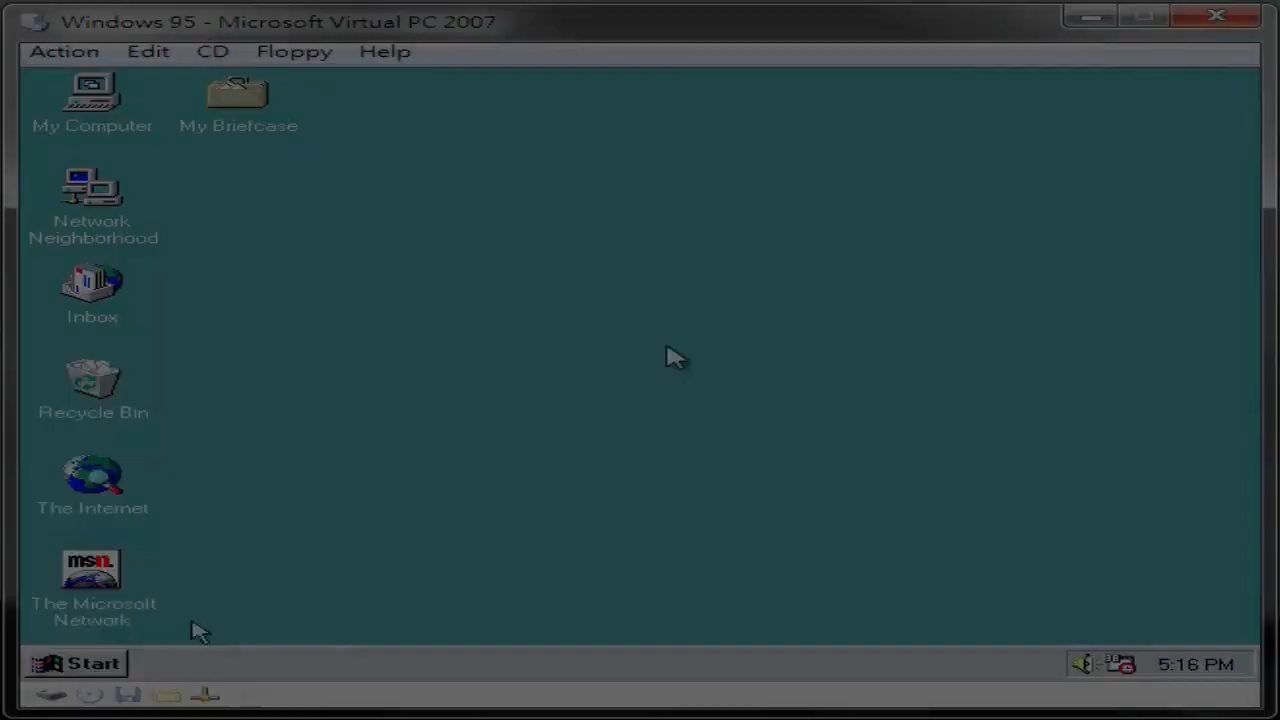 Windows 95 - Microsoft Virtual PC 2007
Action Edit CD Floppy Help
My Computer My Briefcase
Network
Neighborhood
Inbox
Recycle Bin
The Internet
msn.
The Microsoft
Network
Start 5:16 PM